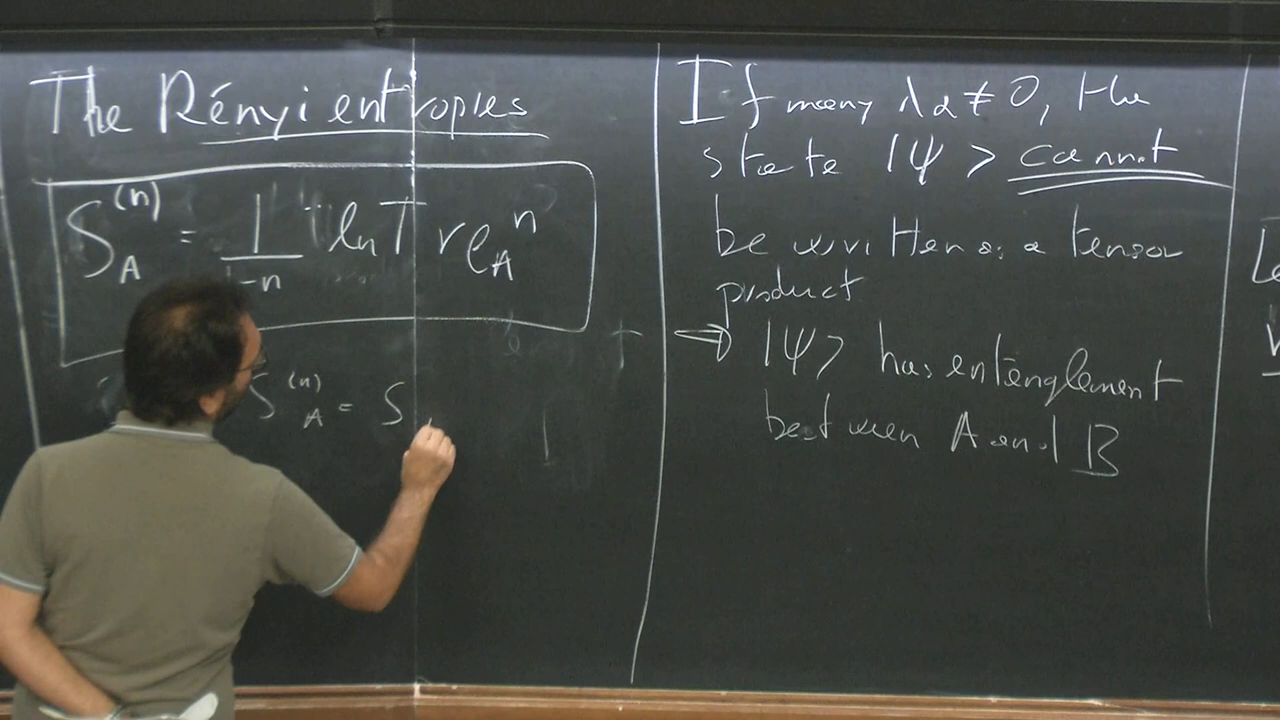 The Rényi entropies
S_A^(n) = 1/1-n ln Tr ρ_A^n
S_A^(n) = S
If many λα ≠ 0, the
state |Ψ> cannot
be written as a tensor
product
⇒ |Ψ> has entanglement
between A and B